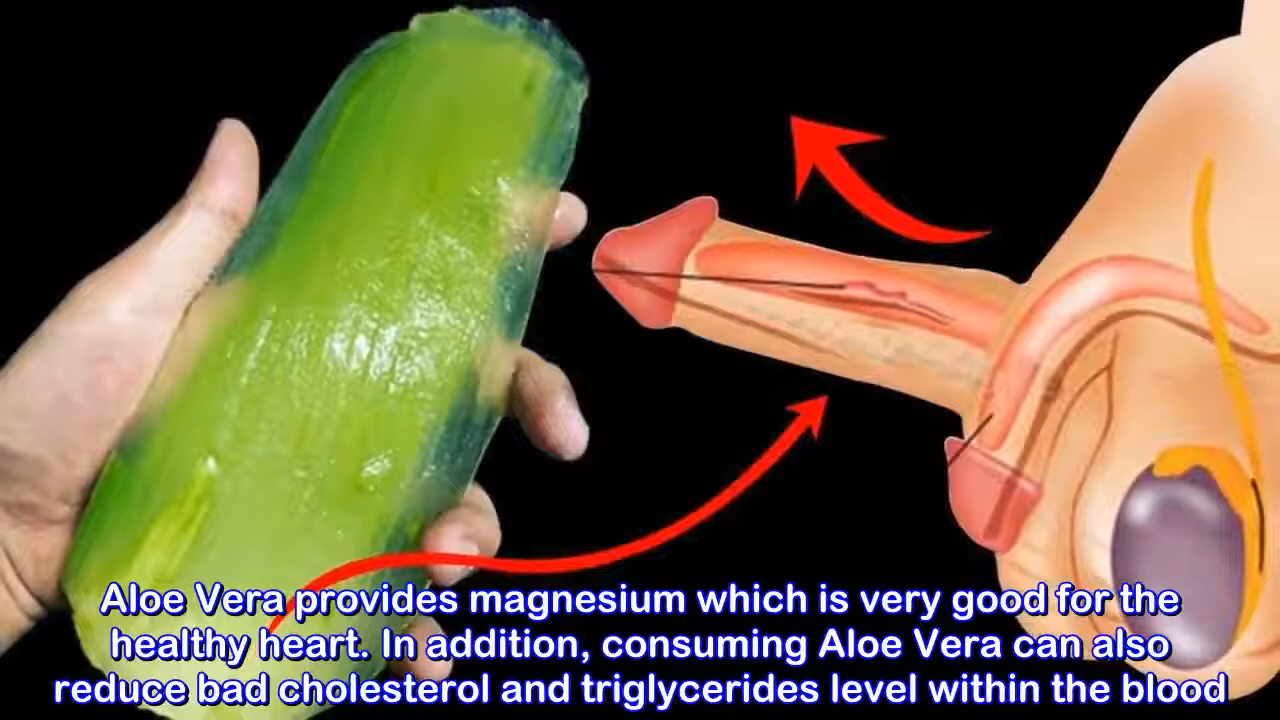 Aloe Vera provides magnesium which is very good for the
healthy heart. In addition, consuming Aloe Vera can also
reduce bad cholesterol and triglycerides level within the blood